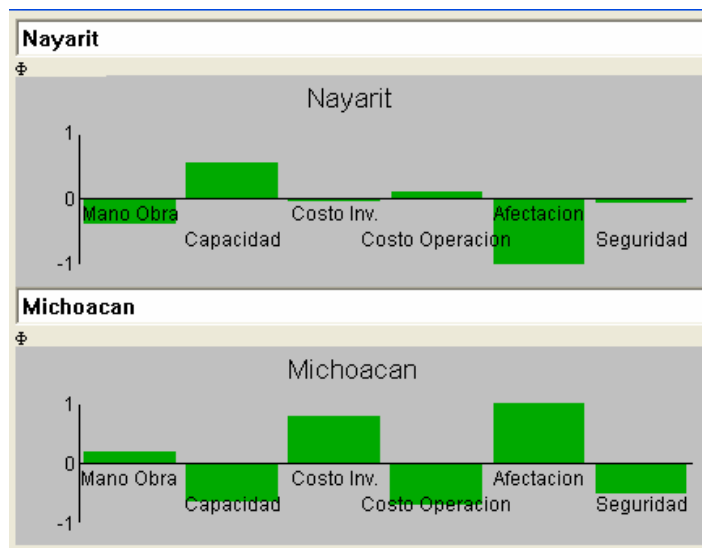 Nayarit
Φ
Nayarit
1
0
Mano Obra Costo Inv. Afectacion
Capacidad Costo Operacion Seguridad
-1
Michoacan
Φ
Michoacan
1
0
Mano Obra Costo Inv. Afectacion
Capacidad Costo Operacion Seguridad
-1